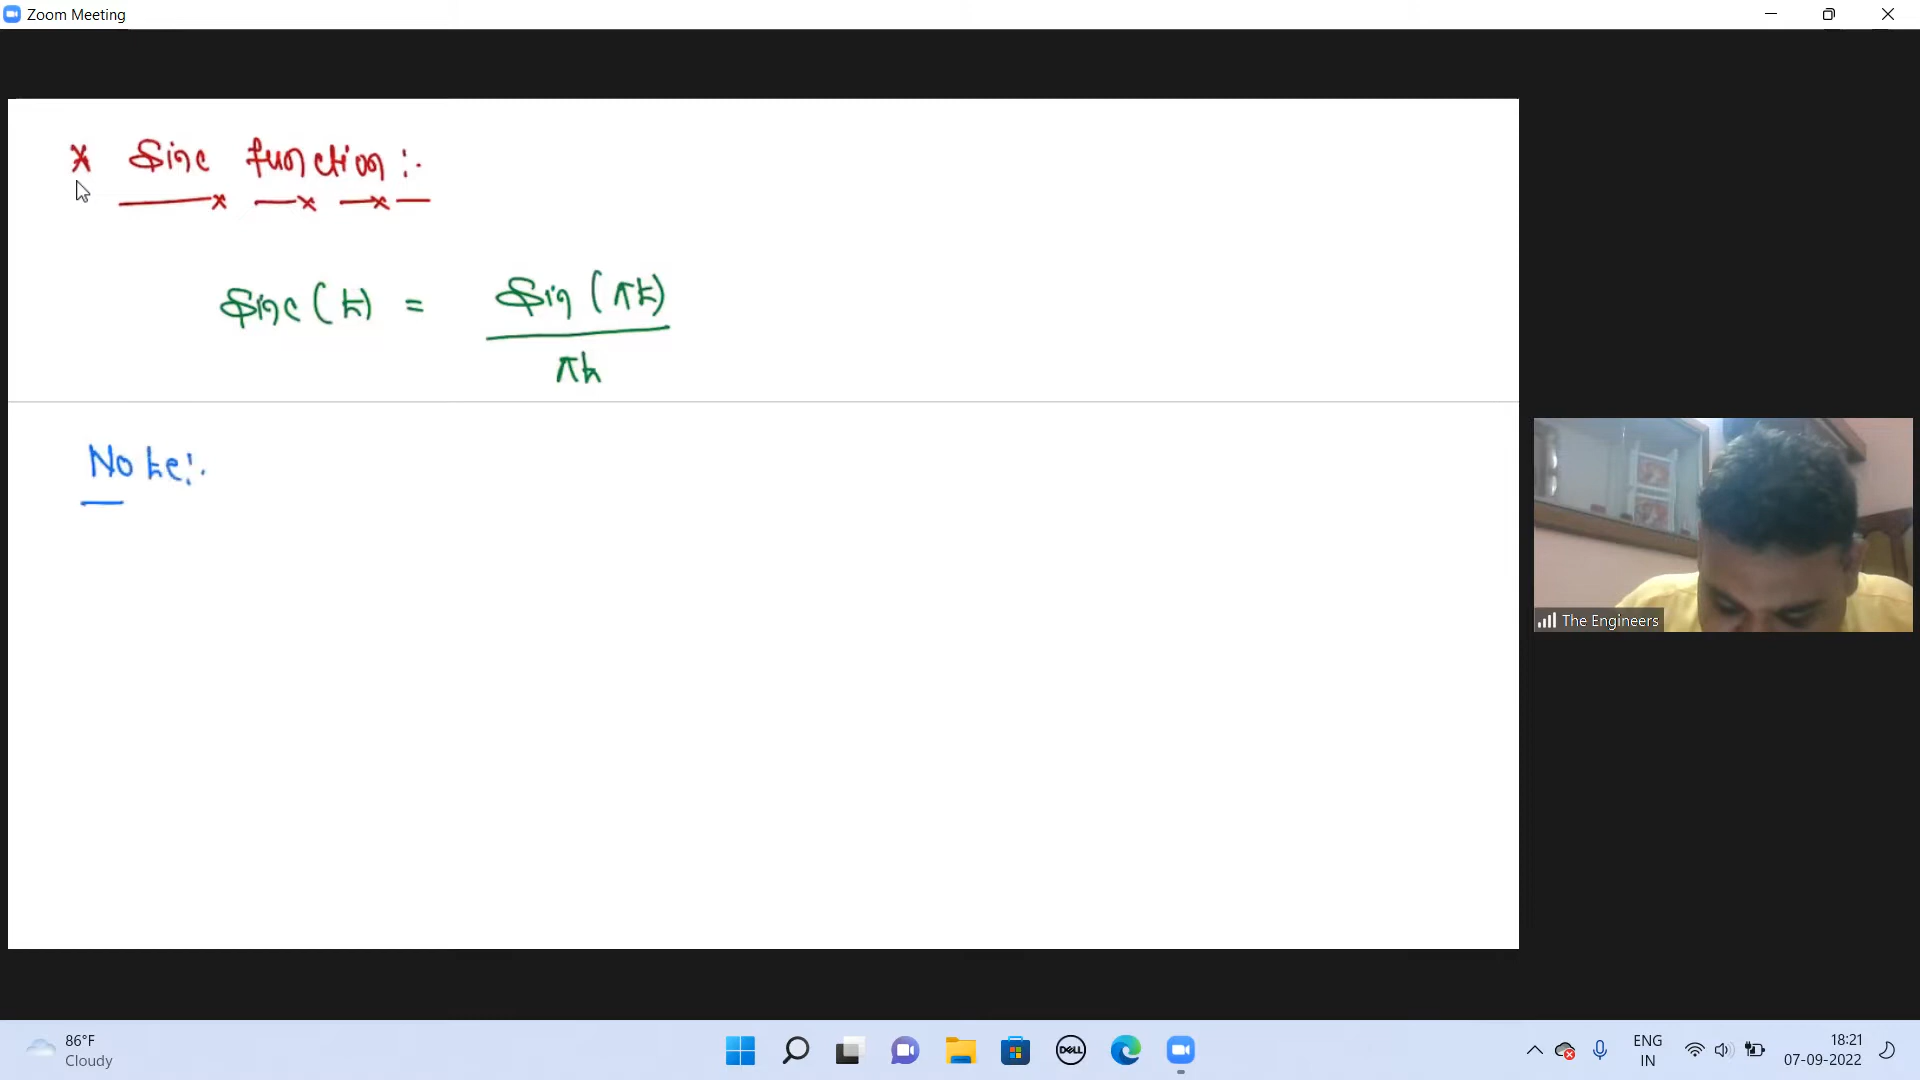 Zoom Meeting
* Sinc function :-
Sinc(t) = Sin(πt)
πt
Note:-
The Engineers
86°F
Cloudy
DELL
ENG
IN
18:21
07-09-2022